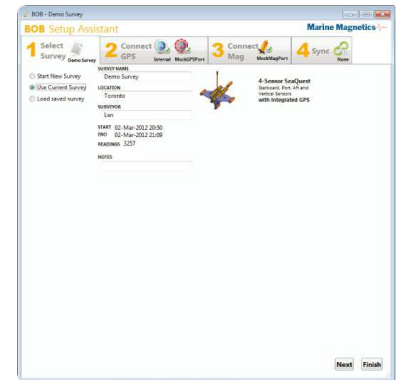 BOB - Demo Survey
BOB Setup Assistant
Marine Magnetics
1 Select Survey Demo Survey
2 Connect GPS Internal MockGPSPort
3 Connect Mag MockMagPort
4 Sync None
Start New Survey
Use Current Survey
Load saved survey
SURVEY NAME
Demo Survey
LOCATION
Toronto
SURVEYOR
Len
START 02-Mar-2012 20:50
END 02-Mar-2012 21:09
READINGS 3257
NOTES
4-Sensor SeaQuest
Starboard, Port, Aft and
Vertical Sensors
with Integrated GPS
Next Finish